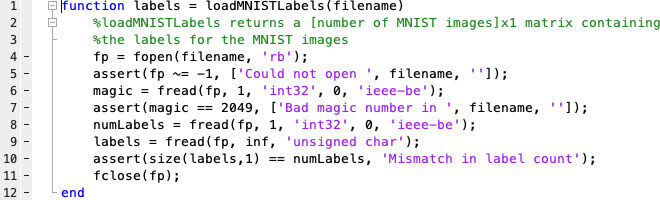 1 function labels = loadMNISTLabels(filename)
2 %loadMNISTLabels returns a [number of MNIST images]x1 matrix containing
3 %the labels for the MNIST images
4 - fp = fopen(filename, 'rb');
5 - assert(fp ~= -1, ['Could not open ', filename, '']);
6 - magic = fread(fp, 1, 'int32', 0, 'ieee-be');
7 - assert(magic == 2049, ['Bad magic number in ', filename, '']);
8 - numLabels = fread(fp, 1, 'int32', 0, 'ieee-be');
9 - labels = fread(fp, inf, 'unsigned char');
10 - assert(size(labels,1) == numLabels, 'Mismatch in label count');
11 - fclose(fp);
12 - end